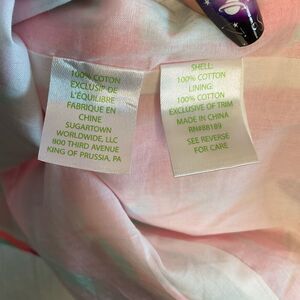 100% COTON
EXCLUSIF DE
L'ÉQUILIBRE
FABRIQUE EN
CHINE
SUGARTOWN
WORLDWIDE, LLC
800 THIRD AVENUE
KING OF PRUSSIA, PA
SHELL:
100% COTTON
LINING:
100% COTTON
EXCLUSIVE OF TRIM
MADE IN CHINA
RN#88189
SEE REVERSE
FOR CARE